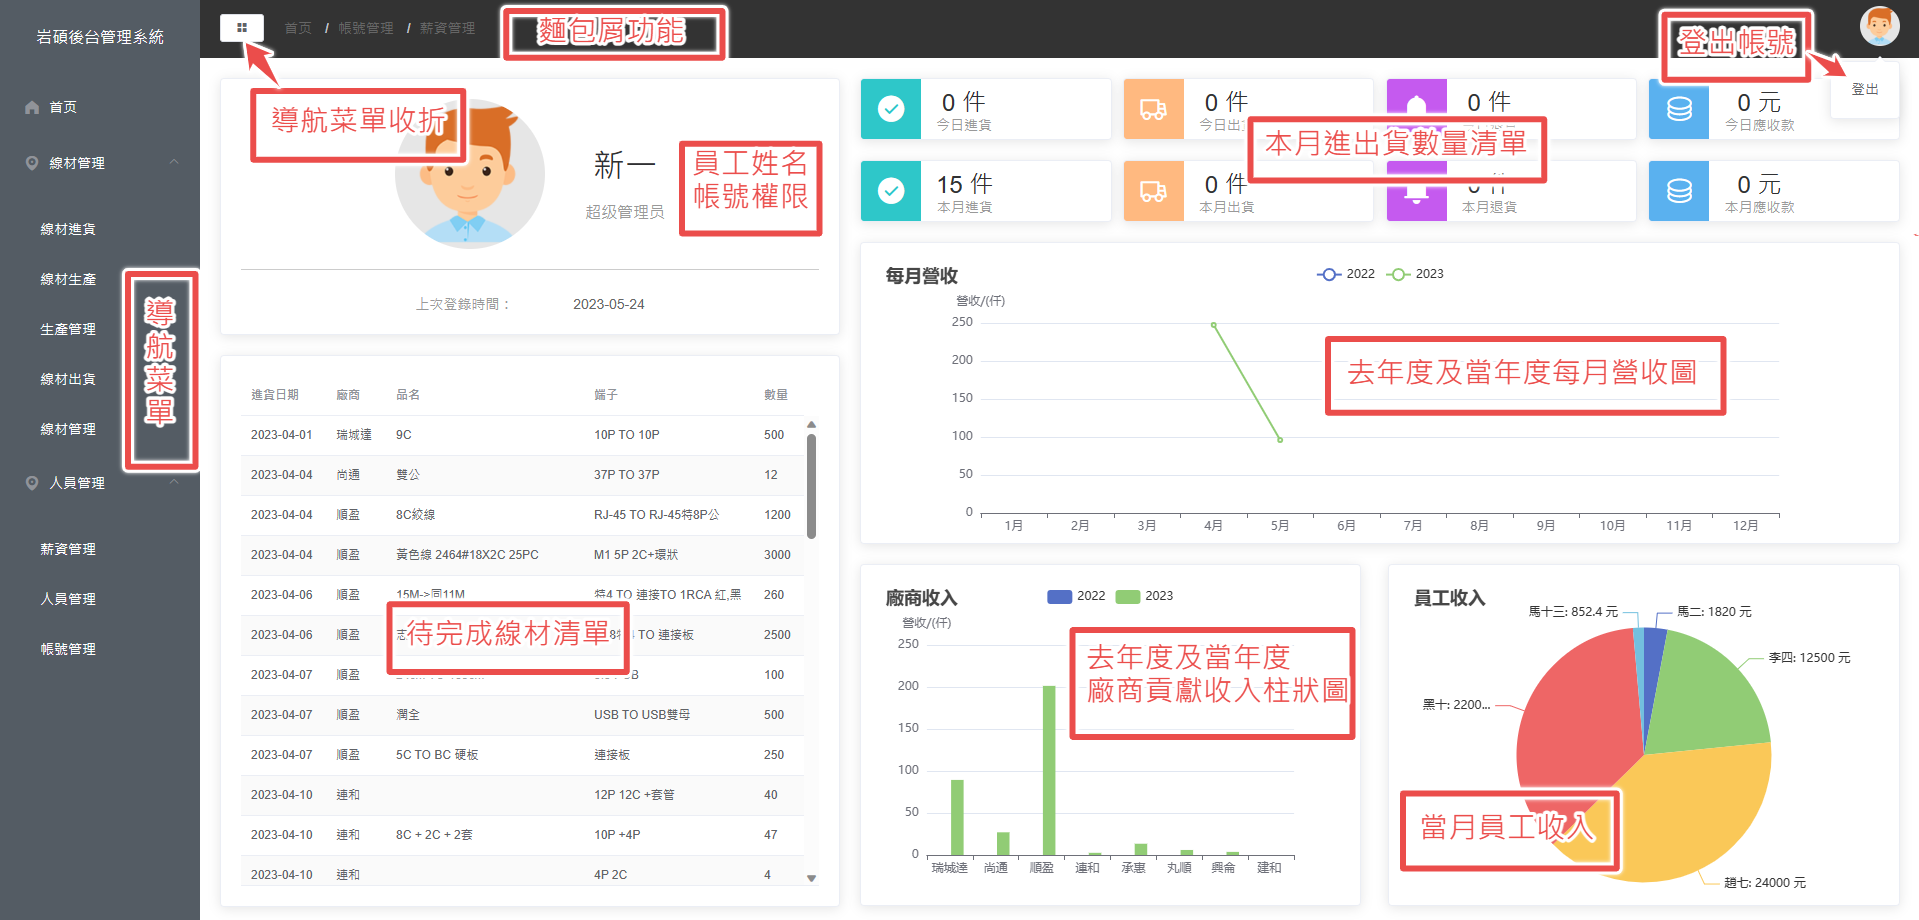 岩碩後台管理系統
首页
線材管理
線材進貨
線材生產
生產管理
線材出貨
線材管理
人員管理
薪資管理
人員管理
帳號管理
導航菜單
首页 / 帳號管理 / 薪資管理
麵包屑功能
登出帳號
登出
導航菜單收折
新一
超级管理员
員工姓名
帳號權限
上次登錄時間：
2023-05-24
0 件
今日進貨
0 件
0 件
0 元
今日應收款
本月進出貨數量清單
15 件
本月進貨
0 件
本月出貨
本月退貨
0 元
本月應收款
進貨日期 廠商 品名 端子 數量
2023-04-01 瑞城達 9C 10P TO 10P 500
2023-04-04 尚通 雙公 37P TO 37P 12
2023-04-04 順盈 8C絞線 RJ-45 TO RJ-45特8P公 1200
2023-04-04 順盈 黃色線 2464#18X2C 25PC M1 5P 2C+環狀 3000
2023-04-06 順盈 15M->同11M 特4 TO 連接TO 1RCA 紅,黑 260
2023-04-06 順盈 TO 連接板 2500
2023-04-07 順盈 100
2023-04-07 順盈 潤全 USB TO USB雙母 500
2023-04-07 順盈 5C TO BC 硬板 連接板 250
2023-04-10 連和 12P 12C +套管 40
2023-04-10 連和 8C + 2C + 2套 10P +4P 47
2023-04-10 連和 4P 2C 4
待完成線材清單
每月營收
2022 2023
營收/(仟)
250
200
150
100
50
0
1月 2月 3月 4月 5月 6月 7月 8月 9月 10月 11月 12月
去年度及當年度每月營收圖
廠商收入
2022 2023
營收/(仟)
250
200
150
100
50
0
瑞城達 尚通 順盈 連和 承惠 丸順 興侖 建和
去年度及當年度
廠商貢獻收入柱狀圖
員工收入
馬十三: 852.4 元
馬二: 1820 元
李四: 12500 元
黑十: 2200...
趙七: 24000 元
當月員工收入